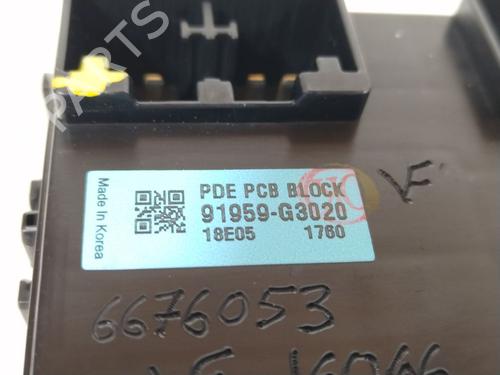 PARTS
Made In Korea
PDE PCB BLOCK
91959-G3020
18E05 1760
6676053